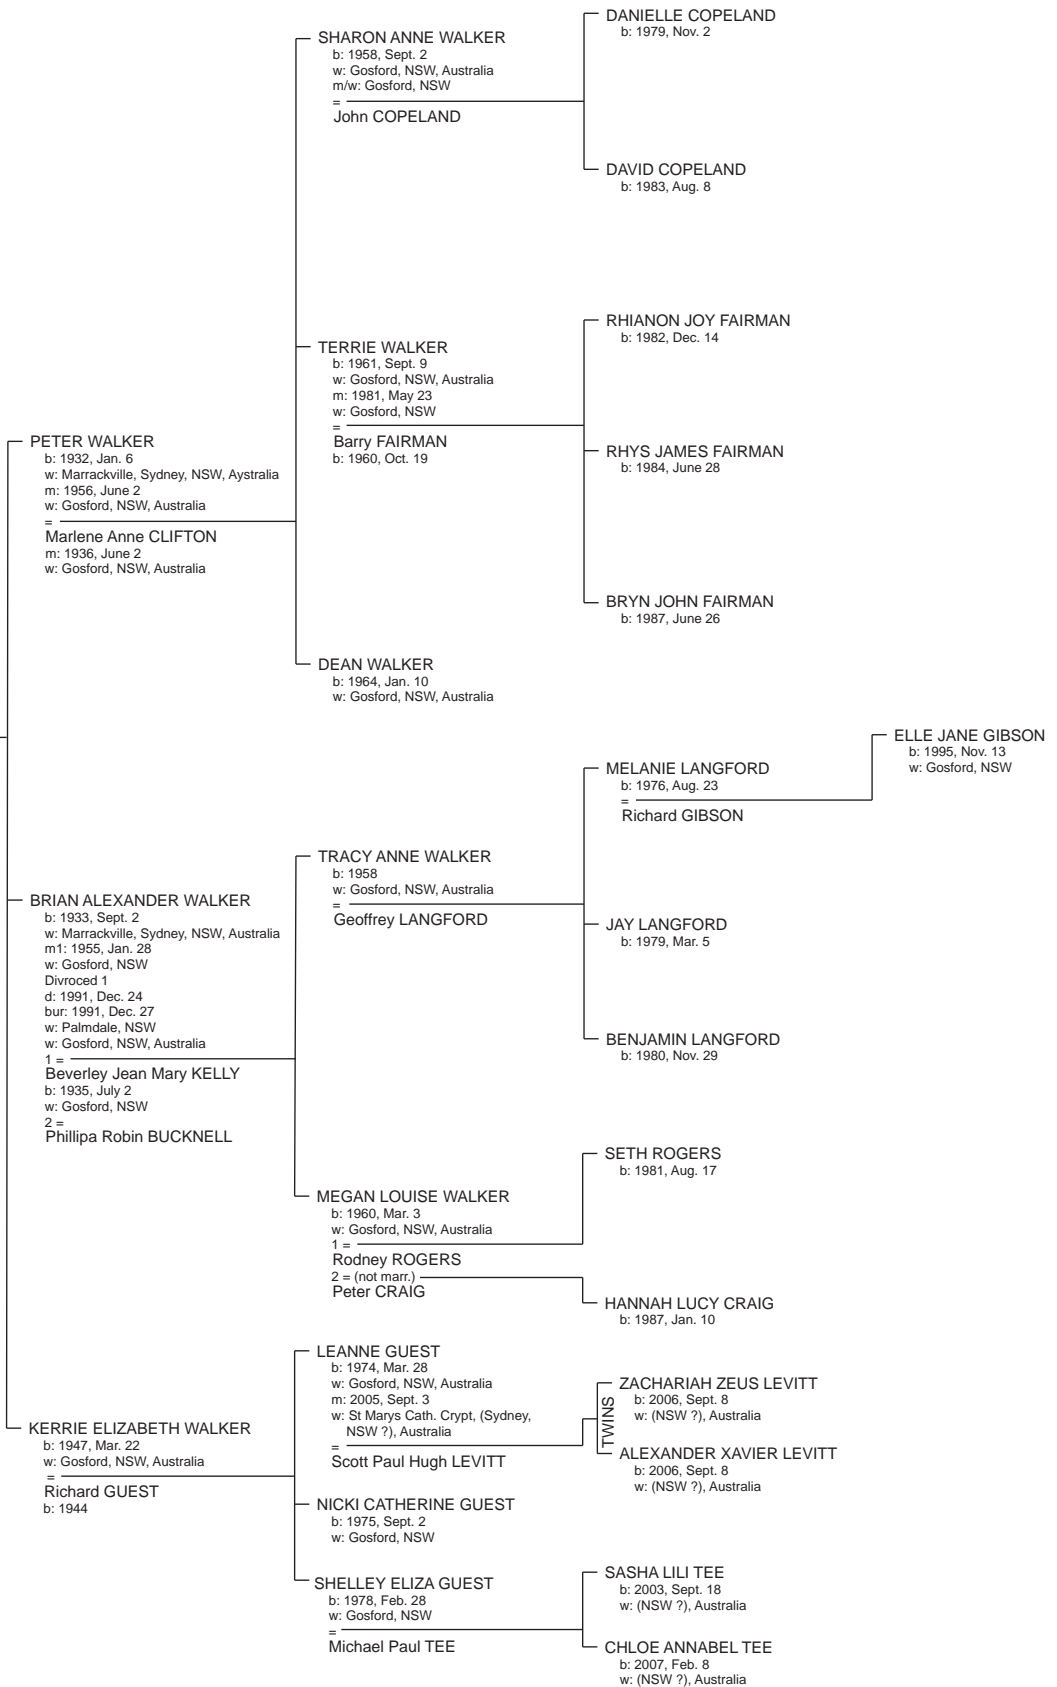 DANIELLE COPELAND
b: 1979, Nov. 2
SHARON ANNE WALKER
b: 1958, Sept. 2
w: Gosford, NSW, Australia
m/w: Gosford, NSW
=
John COPELAND
DAVID COPELAND
b: 1983, Aug. 8
RHIANON JOY FAIRMAN
b: 1982, Dec. 14
TERRIE WALKER
b: 1961, Sept. 9
w: Gosford, NSW, Australia
m: 1981, May 23
w: Gosford, NSW
=
Barry FAIRMAN
b: 1960, Oct. 19
RHYS JAMES FAIRMAN
b: 1984, June 28
PETER WALKER
b: 1932, Jan. 6
w: Marrackville, Sydney, NSW, Aystralia
m: 1956, June 2
w: Gosford, NSW, Australia
=
Marlene Anne CLIFTON
m: 1936, June 2
w: Gosford, NSW, Australia
BRYN JOHN FAIRMAN
b: 1987, June 26
DEAN WALKER
b: 1964, Jan. 10
w: Gosford, NSW, Australia
ELLE JANE GIBSON
b: 1995, Nov. 13
w: Gosford, NSW
MELANIE LANGFORD
b: 1976, Aug. 23
=
Richard GIBSON
TRACY ANNE WALKER
b: 1958
w: Gosford, NSW, Australia
=
Geoffrey LANGFORD
JAY LANGFORD
b: 1979, Mar. 5
BRIAN ALEXANDER WALKER
b: 1933, Sept. 2
w: Marrackville, Sydney, NSW, Australia
m1: 1955, Jan. 28
w: Gosford, NSW
Divroced 1
d: 1991, Dec. 24
bur: 1991, Dec. 27
w: Palmdale, NSW
w: Gosford, NSW, Australia
1 =
Beverley Jean Mary KELLY
b: 1935, July 2
w: Gosford, NSW
2 =
Phillipa Robin BUCKNELL
BENJAMIN LANGFORD
b: 1980, Nov. 29
SETH ROGERS
b: 1981, Aug. 17
MEGAN LOUISE WALKER
b: 1960, Mar. 3
w: Gosford, NSW, Australia
1 =
Rodney ROGERS
2 = (not marr.)
Peter CRAIG
HANNAH LUCY CRAIG
b: 1987, Jan. 10
LEANNE GUEST
b: 1974, Mar. 28
w: Gosford, NSW, Australia
m: 2005, Sept. 3
w: St Marys Cath. Crypt, (Sydney,
NSW ?), Australia
=
Scott Paul Hugh LEVITT
TWINS
ZACHARIAH ZEUS LEVITT
b: 2006, Sept. 8
w: (NSW ?), Australia
ALEXANDER XAVIER LEVITT
b: 2006, Sept. 8
w: (NSW ?), Australia
KERRIE ELIZABETH WALKER
b: 1947, Mar. 22
w: Gosford, NSW, Australia
=
Richard GUEST
b: 1944
NICKI CATHERINE GUEST
b: 1975, Sept. 2
w: Gosford, NSW
SHELLEY ELIZA GUEST
b: 1978, Feb. 28
w: Gosford, NSW
=
Michael Paul TEE
SASHA LILI TEE
b: 2003, Sept. 18
w: (NSW ?), Australia
CHLOE ANNABEL TEE
b: 2007, Feb. 8
w: (NSW ?), Australia